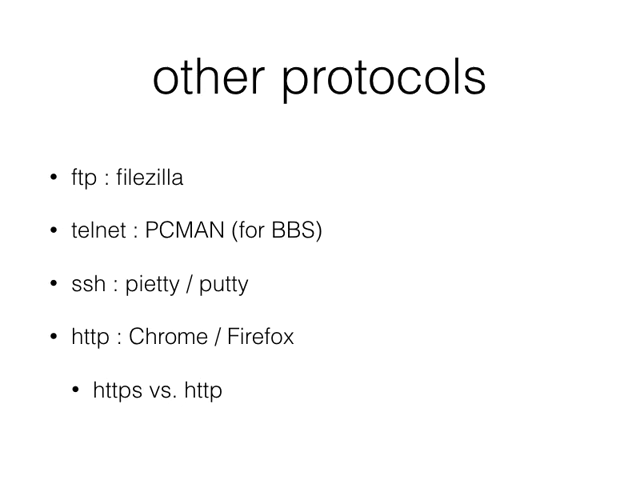 other protocols
• ftp : filezilla
• telnet : PCMAN (for BBS)
• ssh : pietty / putty
• http : Chrome / Firefox
• https vs. http